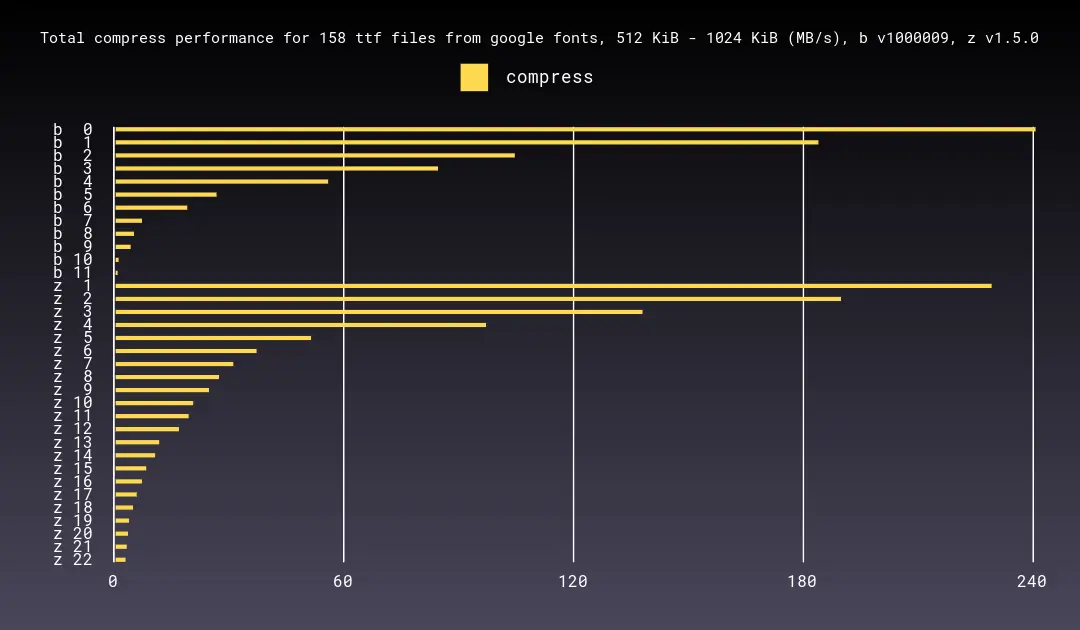 Total compress performance for 158 ttf files from google fonts, 512 KiB - 1024 KiB (MB/s), b v1000009, z v1.5.0
compress
b 0
b 1
b 2
b 3
b 4
b 5
b 6
b 7
b 8
b 9
b 10
b 11
z 1
z 2
z 3
z 4
z 5
z 6
z 7
z 8
z 9
z 10
z 11
z 12
z 13
z 14
z 15
z 16
z 17
z 18
z 19
z 20
z 21
z 22
0 60 120 180 240